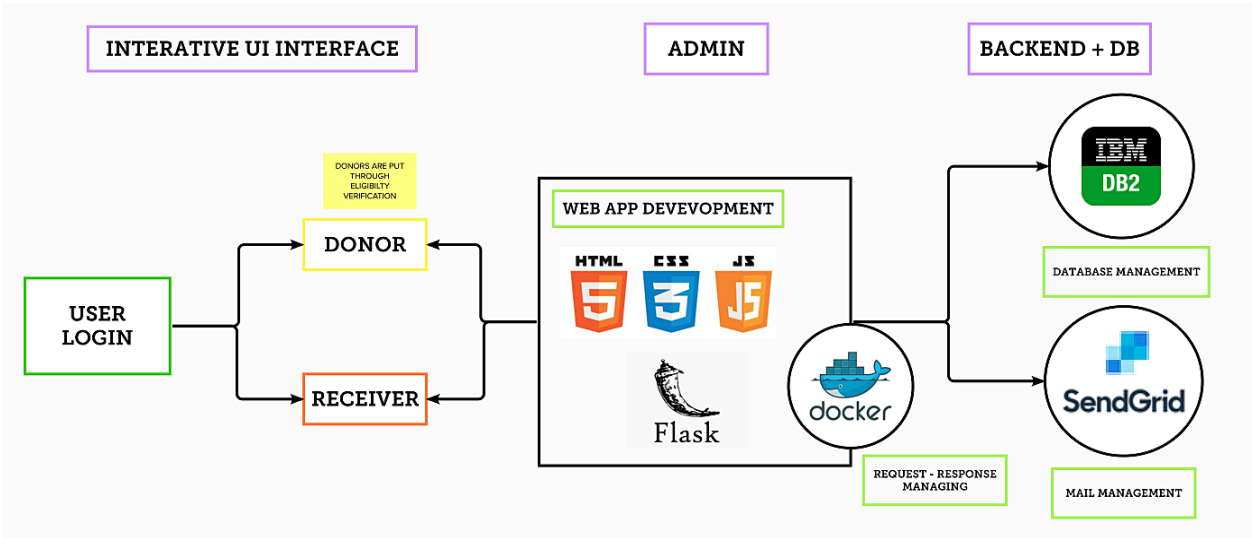 INTERATIVE UI INTERFACE
ADMIN
BACKEND + DB
DONORS ARE PUT
THROUGH
ELIGIBILTY
VERIFICATION
DONOR
USER
LOGIN
RECEIVER
WEB APP DEVEVOPMENT
HTML
CSS
JS
5
3
JS
Flask
docker
REQUEST - RESPONSE
MANAGING
IBM
DB2
DATABASE MANAGEMENT
SendGrid
MAIL MANAGEMENT